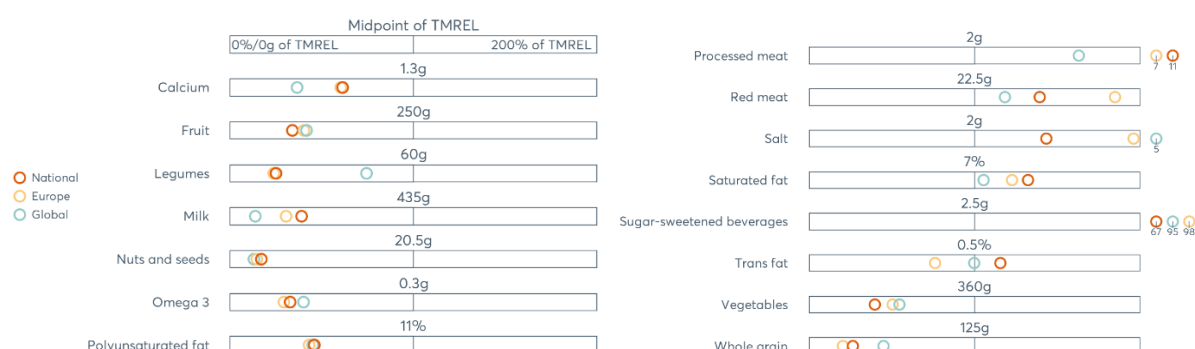 Midpoint of TMREL
0%/0g of TMREL 200% of TMREL
1.3g
Calcium
250g
Fruit
60g
Legumes
435g
Milk
20.5g
Nuts and seeds
0.3g
Omega 3
11%
Polyunsaturated fat
National
Europe
Global
2g
Processed meat
7 11
22.5g
Red meat
2g
Salt
5
7%
Saturated fat
2.5g
Sugar-sweetened beverages
67 95 98
0.5%
Trans fat
360g
Vegetables
125g
Whole grain